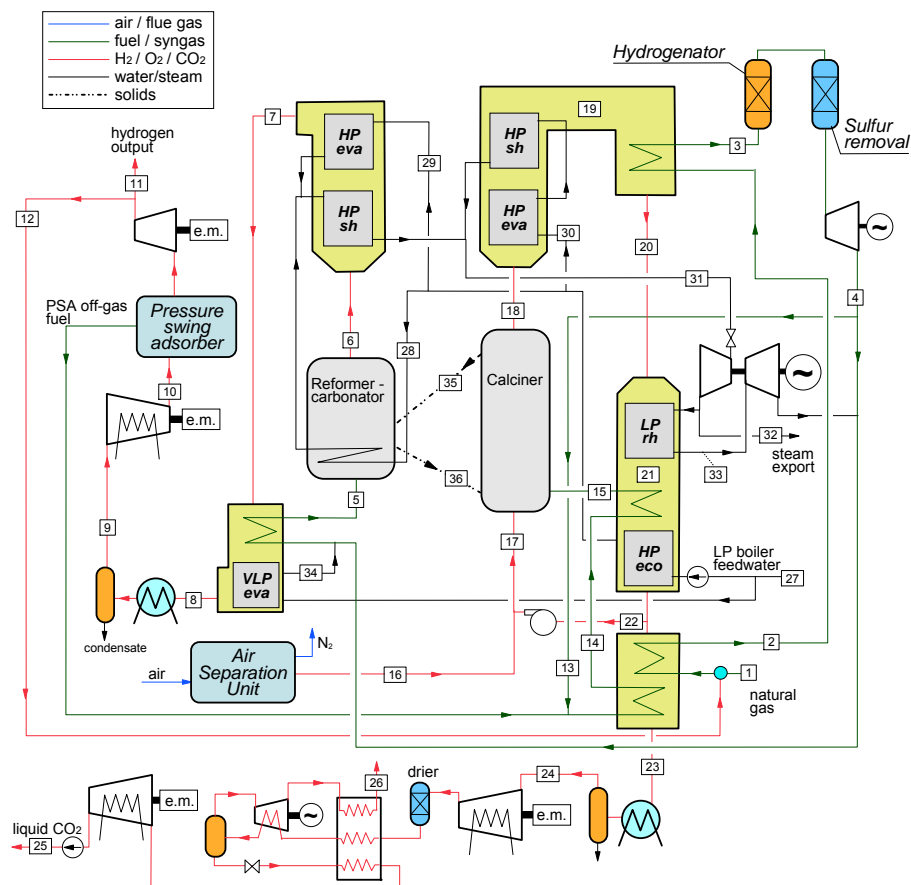 air / flue gas
fuel / syngas
H2 / O2 / CO2
water/steam
solids
Hydrogenator
Sulfur
removal
hydrogen
output
7
HP
eva
HP
sh
29
19
HP
sh
HP
eva
30
3
11
12
e.m.
20
31
4
PSA off-gas
fuel
Pressure
swing
adsorber
6
28
18
10
e.m.
Reformer -
carbonator
35
Calciner
36
~
~
LP
rh
32
steam
export
33
21
5
15
9
17
HP
eco
LP boiler
feedwater
27
34
VLP
eva
8
22
condensate
N2
air
Air
Separation
Unit
16
14
13
2
1
natural
gas
23
24
26
drier
e.m.
~
e.m.
liquid CO2
25